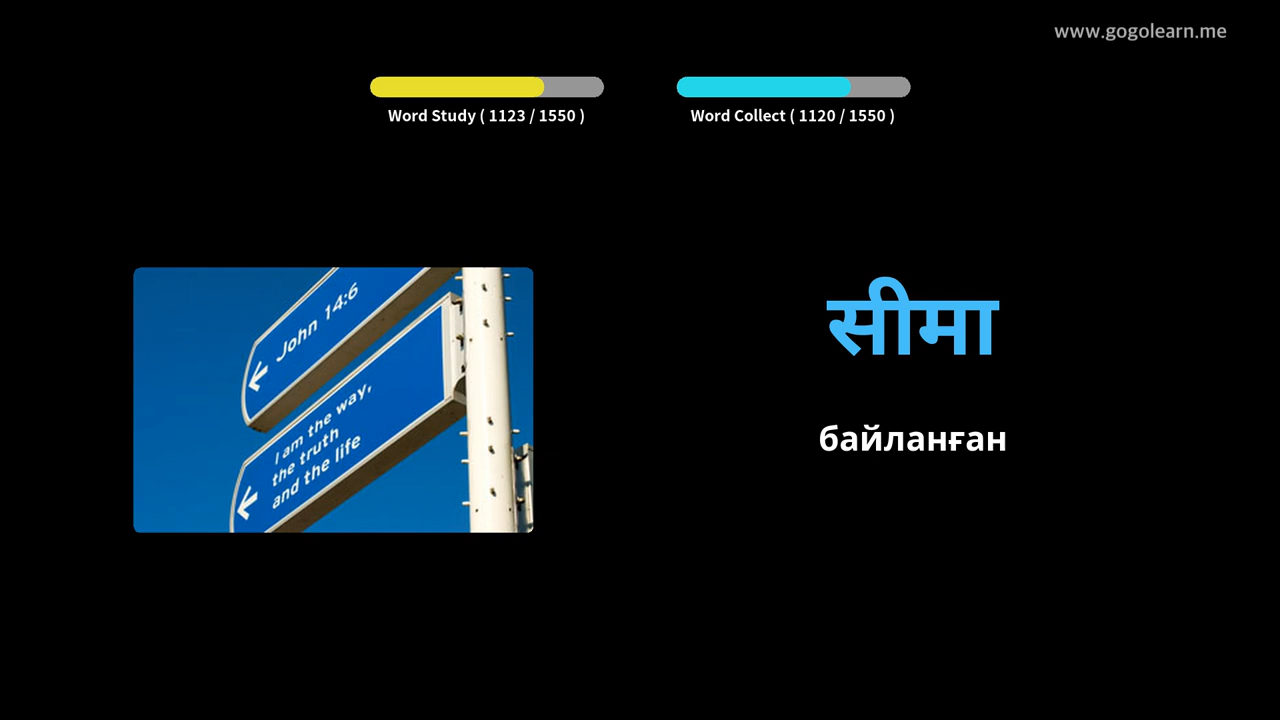 www.gogolearn.me
Word Study ( 1123 / 1550 )
Word Collect ( 1120 / 1550 )
John 14:6
I am the way,
the truth
and the life
सीमा
байланған